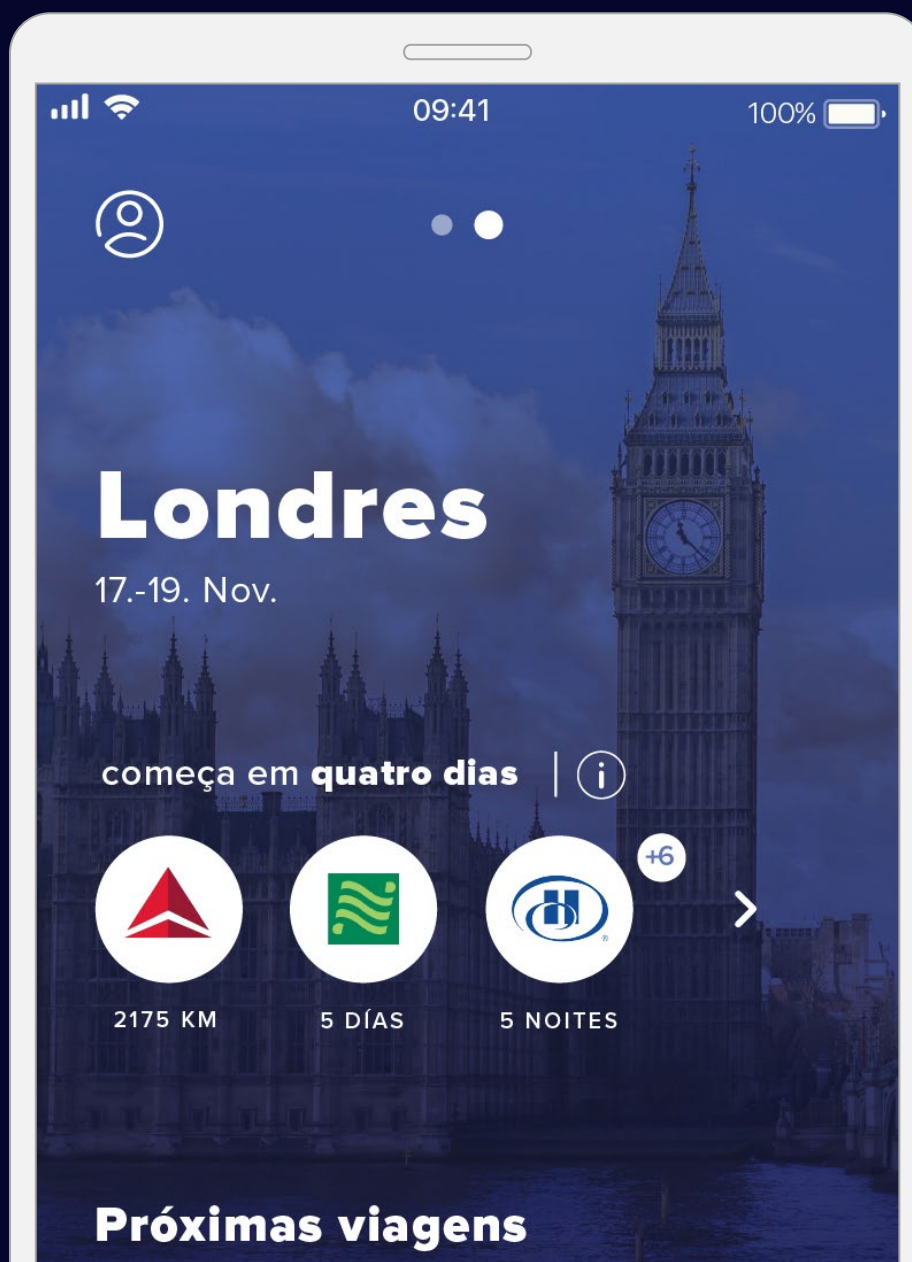 09:41
100%
Londres
17.-19. Nov.
começa em quatro dias
i
+6
2175 KM
5 DÍAS
5 NOITES
Próximas viagens